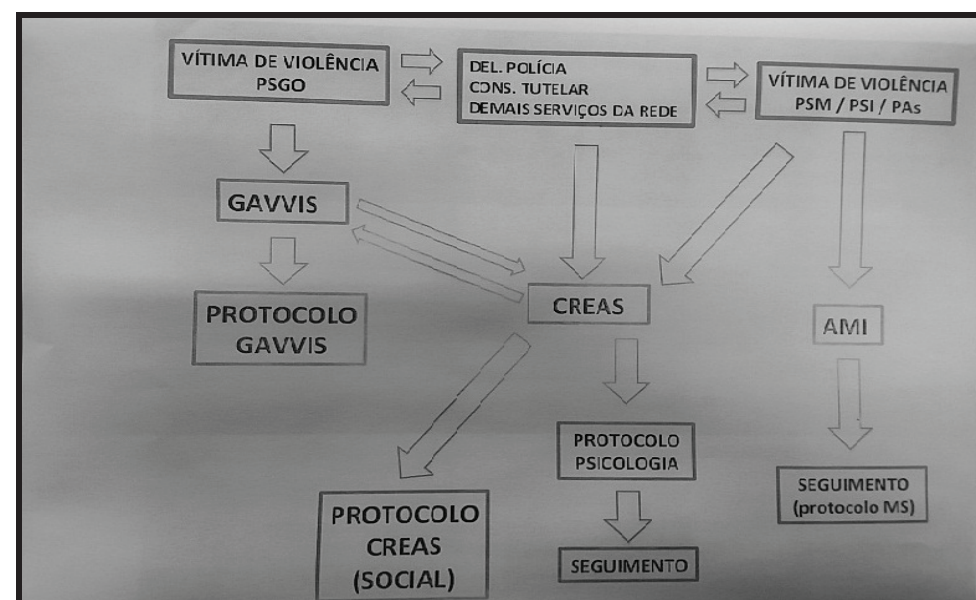 VÍTIMA DE VIOLÊNCIA
PSGO
DEL. POLÍCIA
CONS. TUTELAR
DEMAIS SERVIÇOS DA REDE
VÍTIMA DE VIOLÊNCIA
PSM / PSI / PAs
GAVVIS
PROTOCOLO
GAVVIS
CREAS
AMI
PROTOCOLO
PSICOLOGIA
SEGUIMENTO
(protocolo MS)
PROTOCOLO
CREAS
(SOCIAL)
SEGUIMENTO